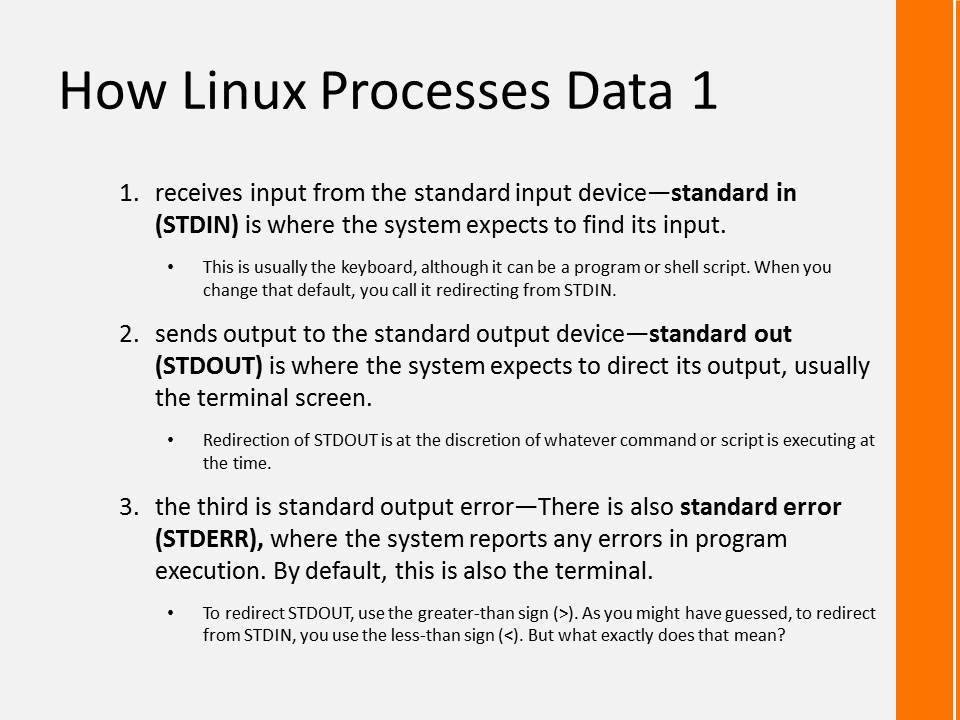 How Linux Processes Data 1
1. receives input from the standard input device—standard in
(STDIN) is where the system expects to find its input.
• This is usually the keyboard, although it can be a program or shell script. When you
change that default, you call it redirecting from STDIN.
2. sends output to the standard output device—standard out
(STDOUT) is where the system expects to direct its output, usually
the terminal screen.
• Redirection of STDOUT is at the discretion of whatever command or script is executing at
the time.
3. the third is standard output error—There is also standard error
(STDERR), where the system reports any errors in program
execution. By default, this is also the terminal.
• To redirect STDOUT, use the greater-than sign (>). As you might have guessed, to redirect
from STDIN, you use the less-than sign (<). But what exactly does that mean?